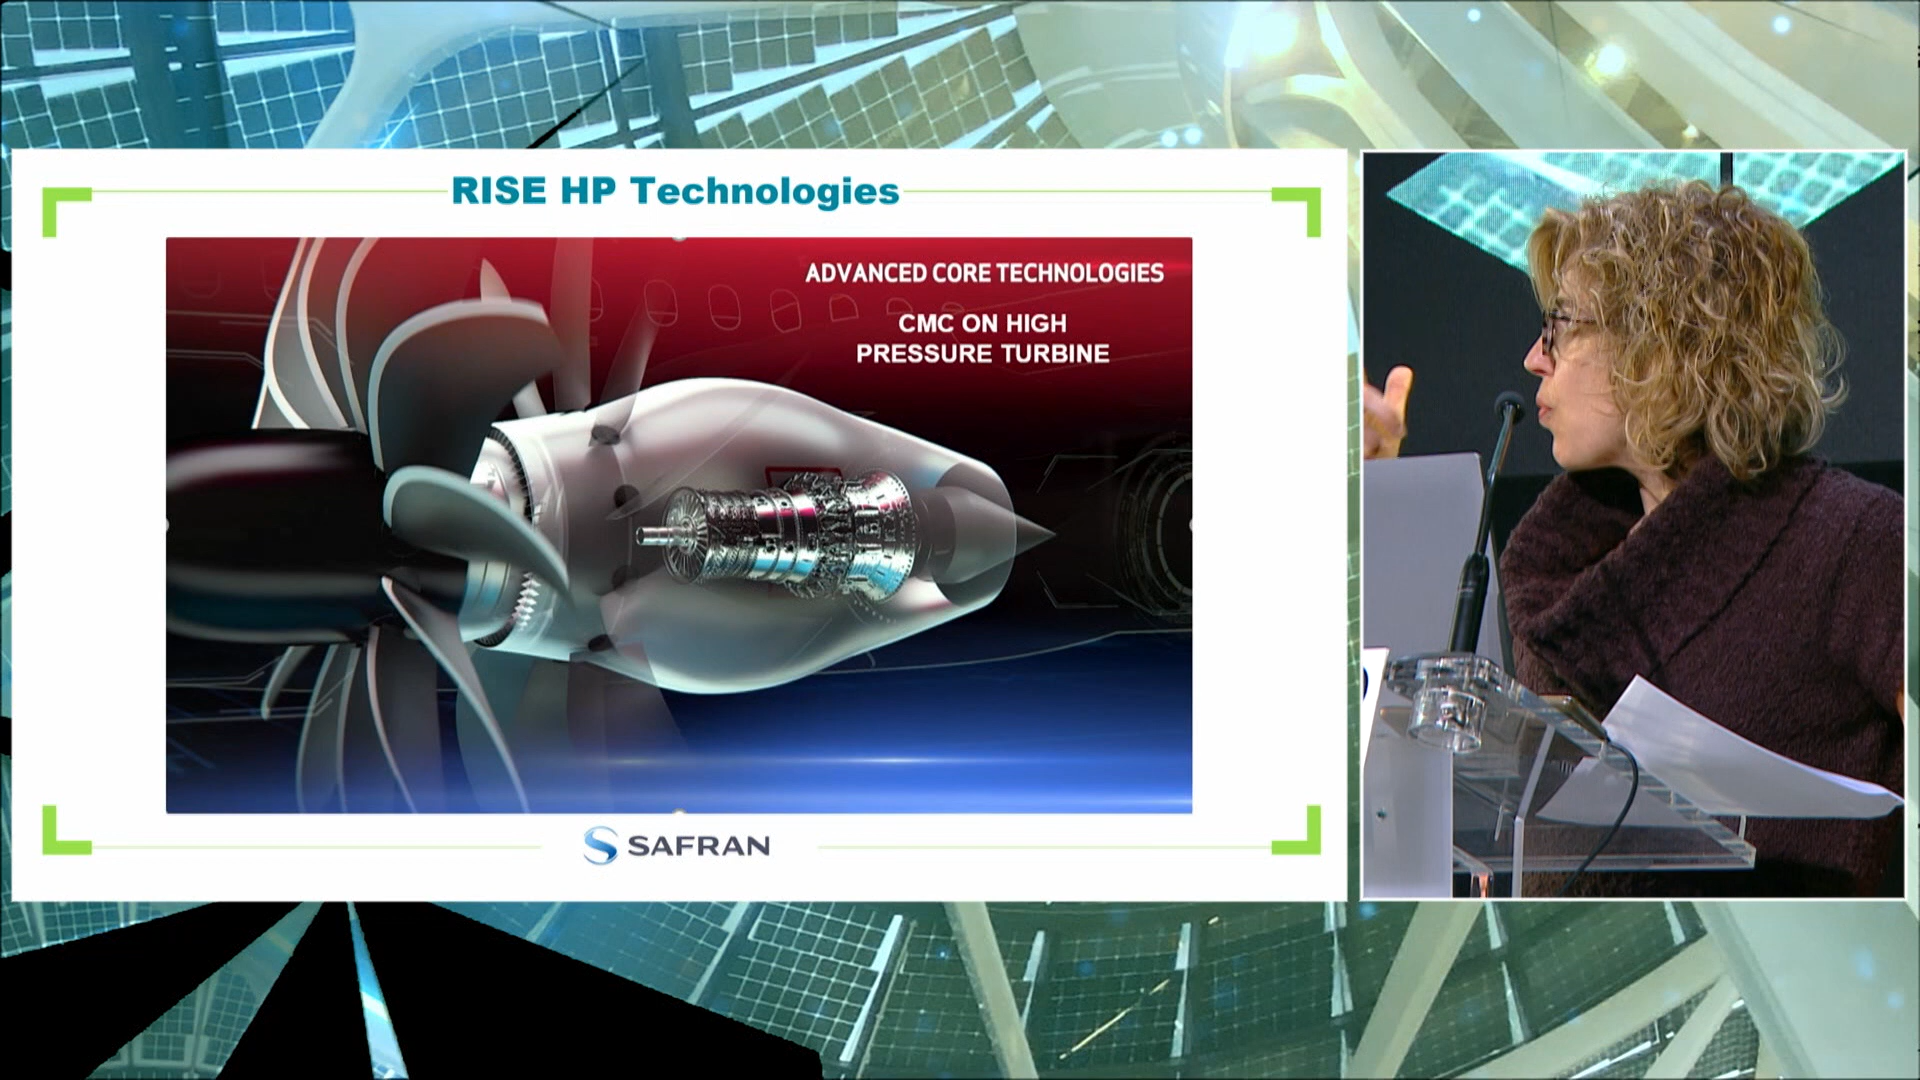 RISE HP Technologies
ADVANCED CORE TECHNOLOGIES
CMC ON HIGH
PRESSURE TURBINE
SAFRAN